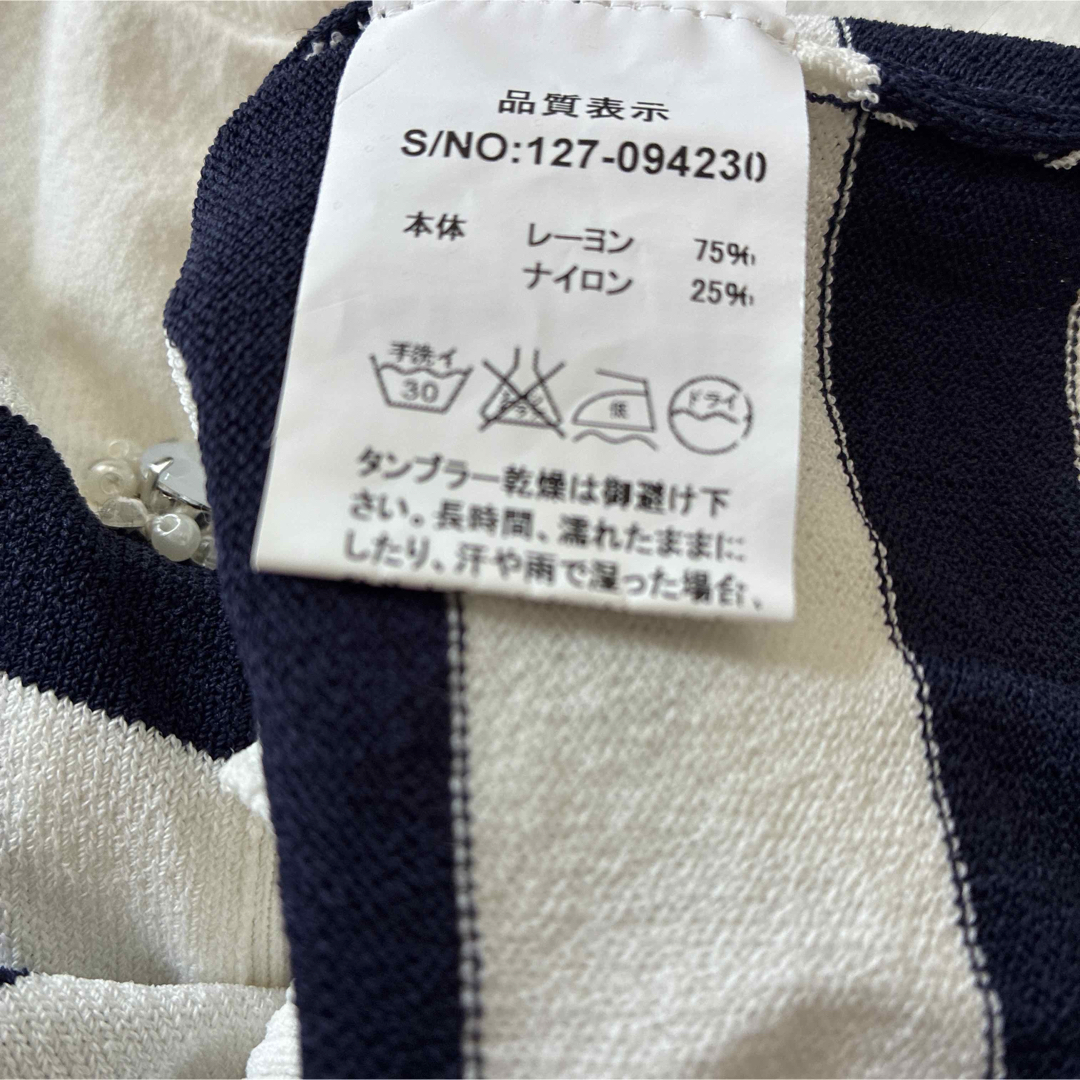 品質表示
S/NO:127-094230
本体 レーヨン 75%
ナイロン 25%
手洗イ
30
低
ドライ
タンブラー乾燥は御避け下
さい。長時間、濡れたままに
したり、汗や雨で湿った場合、